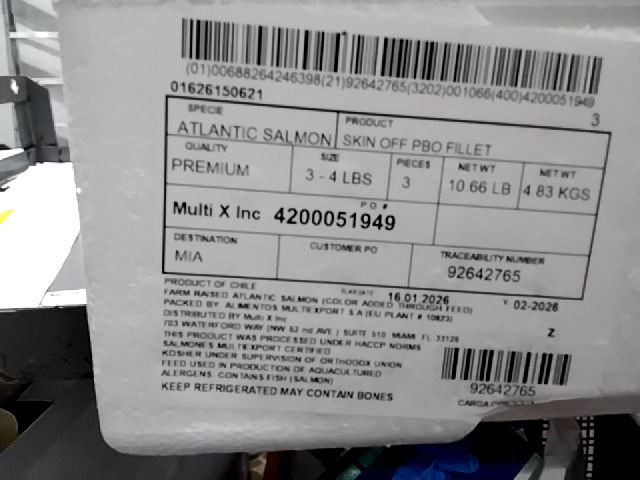 (01)00688264246398(21)92642765(3202)001066(400)4200051949
01626150621
3
SPECIE
ATLANTIC SALMON
PRODUCT
SKIN OFF PBO FILLET
QUALITY
PREMIUM
SIZE
3 - 4 LBS
PIECES
3
NET WT
10.66 LB
NET WT
4.83 KGS
Multi X Inc
P O #
4200051949
DESTINATION
MIA
CUSTOMER PO
TRACEABILITY NUMBER
92642765
PRODUCT OF CHILE
16.01.2026
02-2026
FARM RAISED ATLANTIC SALMON (COLOR ADDED THROUGH FEED)
PACKED BY ALIMENTOS MULTIEXPORT S A (EU PLANT # 10823)
DISTRIBUTED BY Multi X Inc
703 WATERFORD WAY (NW 62 nd AVE ) SUITE 510 MIAMI FL 33126
THIS PRODUCT WAS PROCESSED UNDER HACCP NORMS
SALMONES MULTIEXPORT CERTIFIED
KOSHER UNDER SUPERVISION OF ORTHODOX UNION
FEED USED IN PRODUCTION OF AQUACULTURED
ALERGENS CONTAINS FISH (SALMON)
KEEP REFRIGERATED MAY CONTAIN BONES
Z
92642765